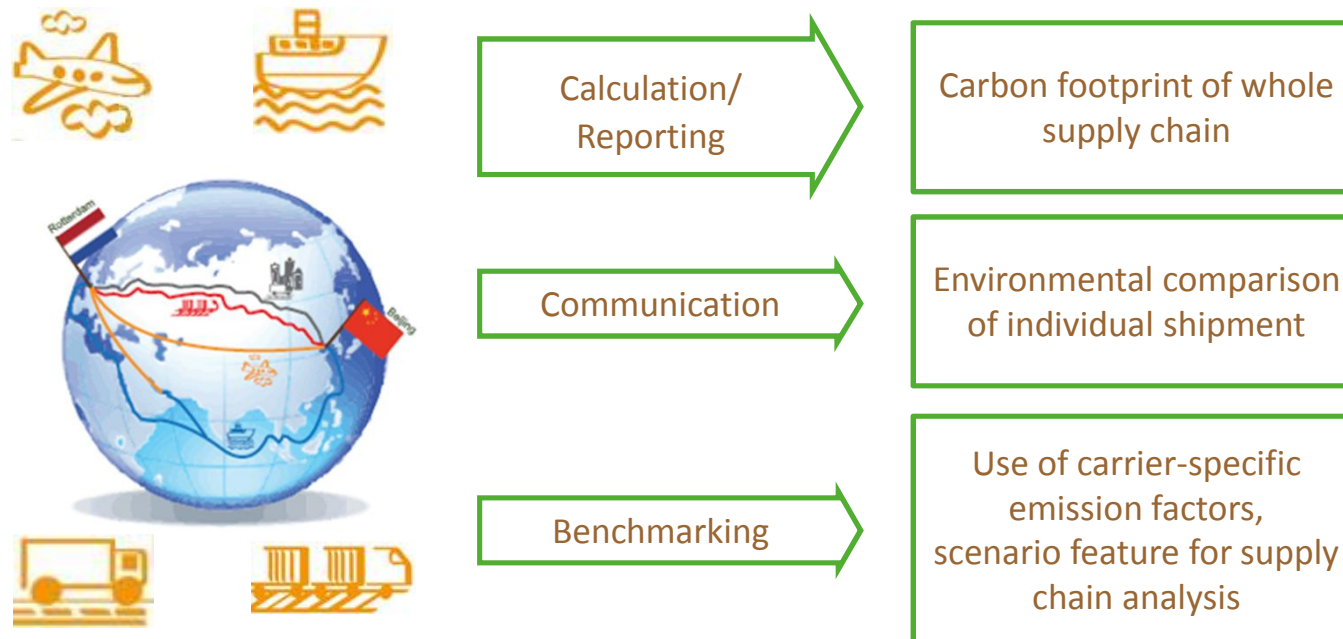 Calculation/
Reporting
Carbon footprint of whole
supply chain
Rotterdam
Beijing
Communication
Environmental comparison
of individual shipment
Benchmarking
Use of carrier-specific
emission factors,
scenario feature for supply
chain analysis